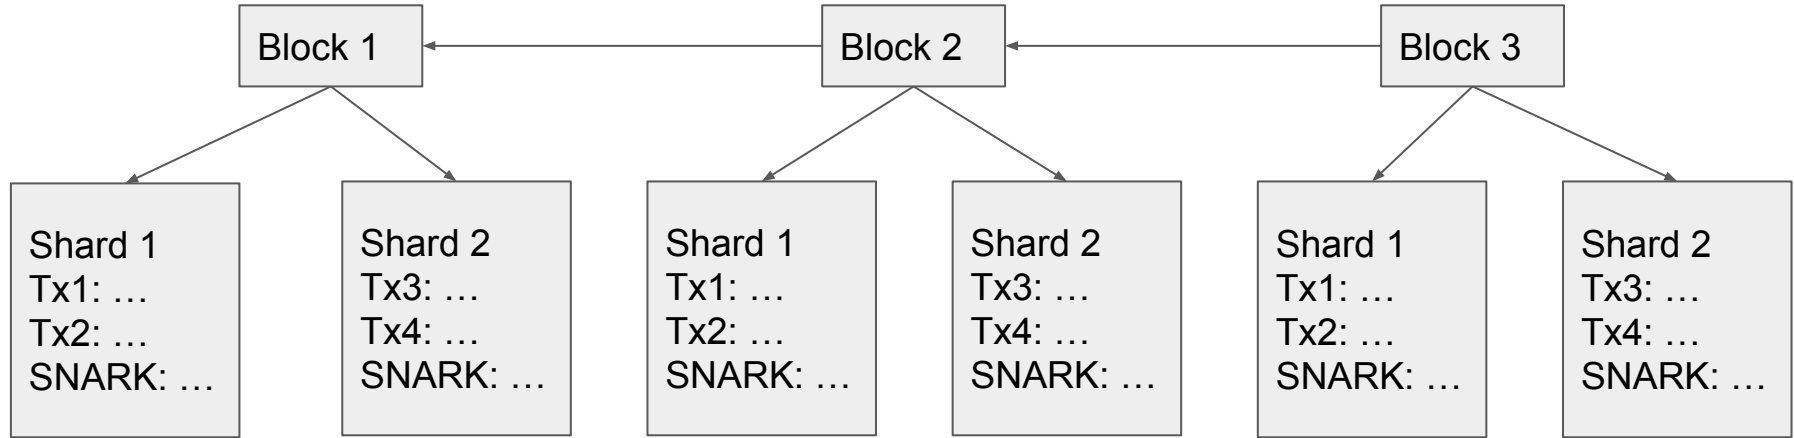 Block 1
Block 2
Block 3
Shard 1
Tx1: …
Tx2: …
SNARK: …
Shard 2
Tx3: …
Tx4: …
SNARK: …
Shard 1
Tx1: …
Tx2: …
SNARK: …
Shard 2
Tx3: …
Tx4: …
SNARK: …
Shard 1
Tx1: …
Tx2: …
SNARK: …
Shard 2
Tx3: …
Tx4: …
SNARK: …